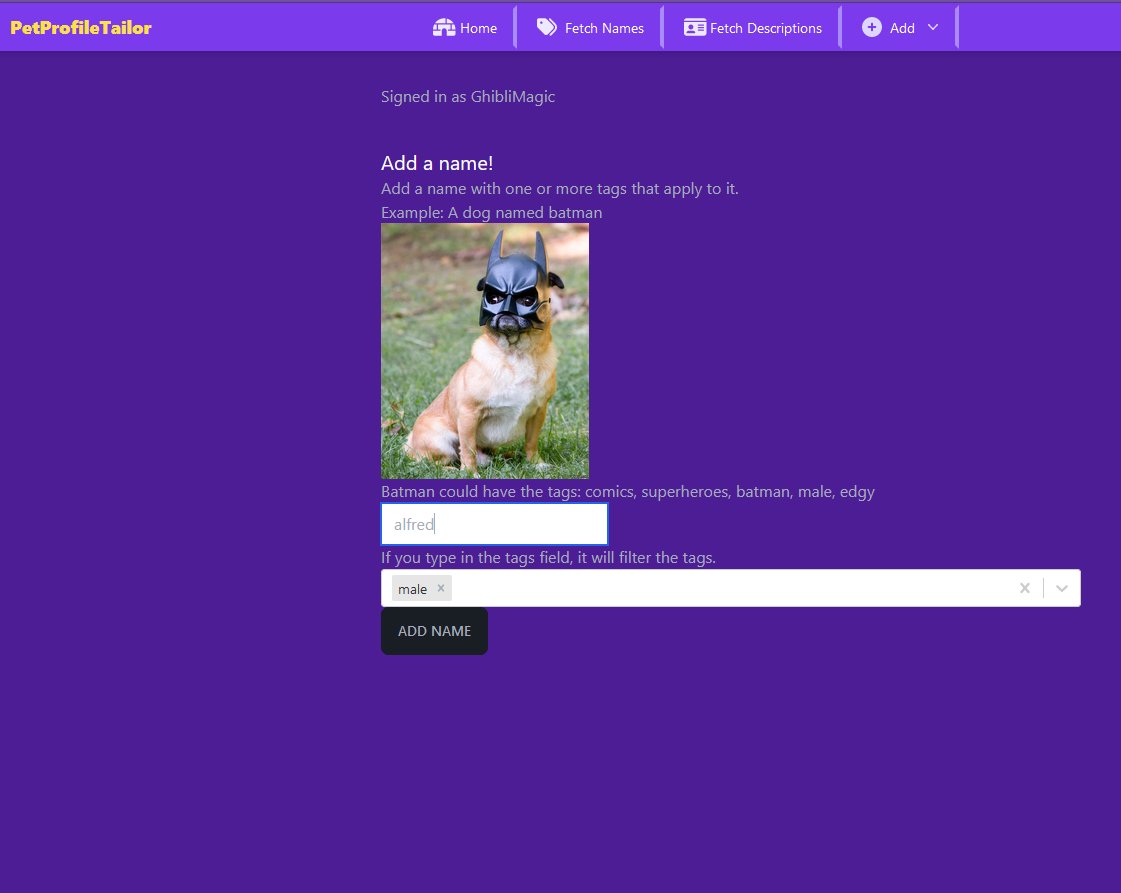 PetProfileTailor
Home
Fetch Names
Fetch Descriptions
Add
Signed in as GhibliMagic
Add a name!
Add a name with one or more tags that apply to it.
Example: A dog named batman
Batman could have the tags: comics, superheroes, batman, male, edgy
alfred
If you type in the tags field, it will filter the tags.
male
ADD NAME